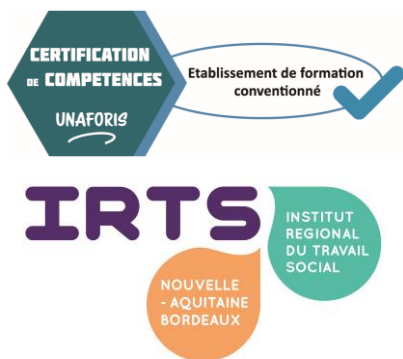 CERTIFICATION
DE COMPETENCES
UNAFORIS
Etablissement de formation
conventionné
IRTS
INSTITUT
REGIONAL
DU TRAVAIL
SOCIAL
NOUVELLE
- AQUITAINE
BORDEAUX